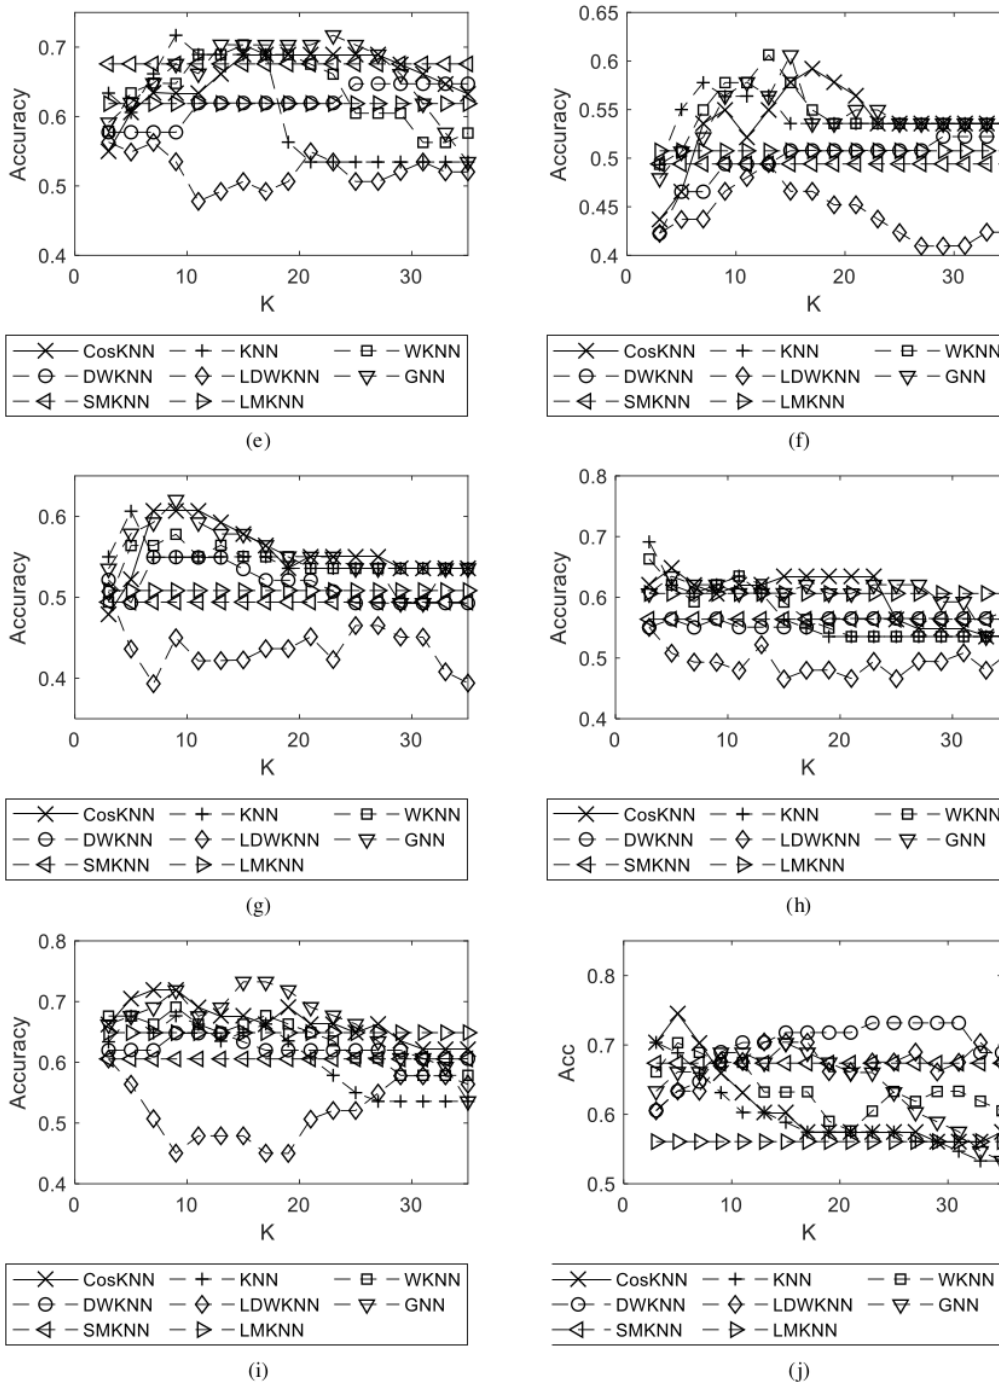 0.7
0.6
0.5
0.4
Accuracy
0
10
20
30
K
CosKNN
KNN
WKNN
DWKNN
LDWKNN
GNN
SMKNN
LMKNN
(e)
0.65
0.6
0.55
0.5
0.45
0.4
Accuracy
0
10
20
30
K
CosKNN
KNN
WKNN
DWKNN
LDWKNN
GNN
SMKNN
LMKNN
(f)
0.6
0.5
0.4
Accuracy
0
10
20
30
K
CosKNN
KNN
WKNN
DWKNN
LDWKNN
GNN
SMKNN
LMKNN
(g)
0.8
0.7
0.6
0.5
0.4
Accuracy
0
10
20
30
K
CosKNN
KNN
WKNN
DWKNN
LDWKNN
GNN
SMKNN
LMKNN
(h)
0.8
0.7
0.6
0.5
0.4
Accuracy
0
10
20
30
K
CosKNN
KNN
WKNN
DWKNN
LDWKNN
GNN
SMKNN
LMKNN
(i)
0.8
0.7
0.6
0.5
Acc
0
10
20
30
K
CosKNN
KNN
WKNN
DWKNN
LDWKNN
GNN
SMKNN
LMKNN
(j)